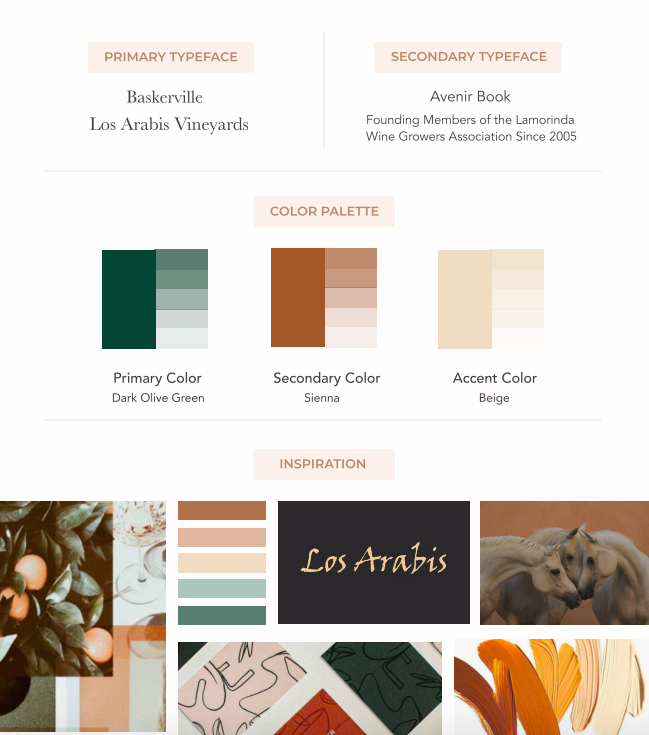 PRIMARY TYPEFACE
Baskerville
Los Arabis Vineyards
SECONDARY TYPEFACE
Avenir Book
Founding Members of the Lamorinda
Wine Growers Association Since 2005
COLOR PALETTE
Primary Color
Dark Olive Green
Secondary Color
Sienna
Accent Color
Beige
INSPIRATION
Los Arabis